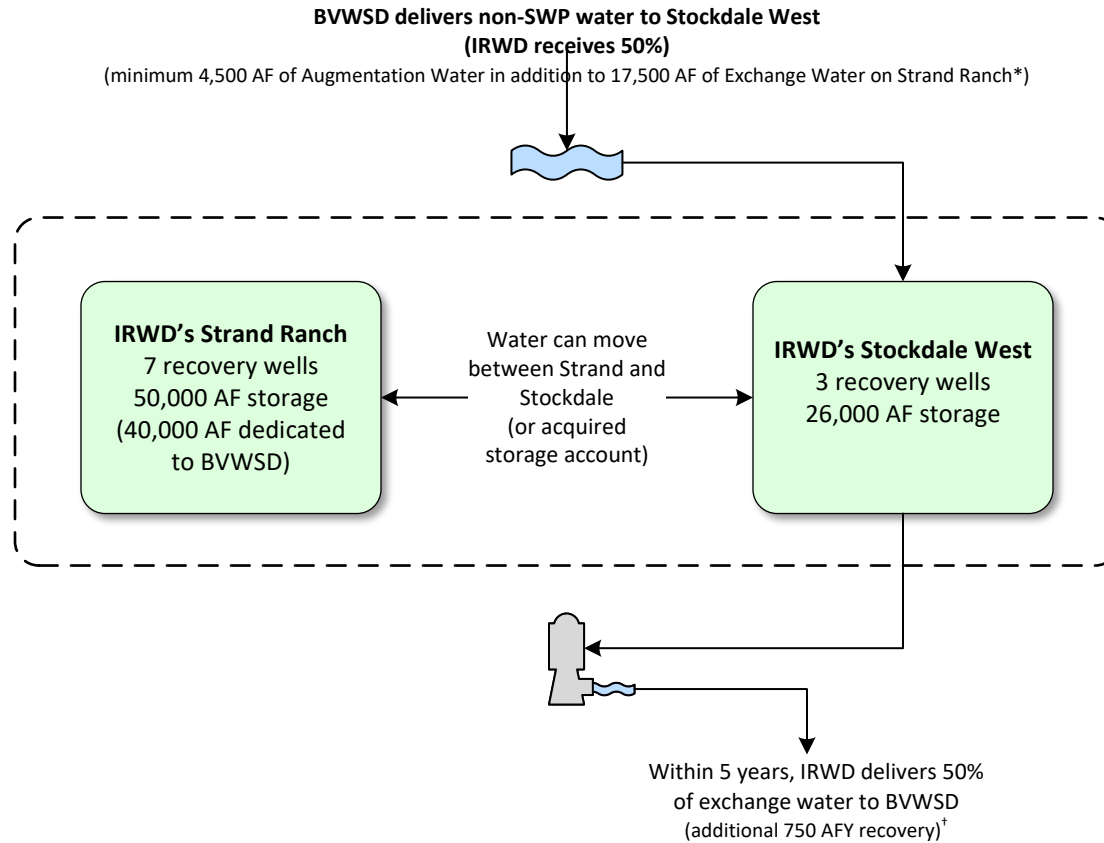 BVWSD delivers non-SWP water to Stockdale West
(IRWD receives 50%)
(minimum 4,500 AF of Augmentation Water in addition to 17,500 AF of Exchange Water on Strand Ranch*)
IRWD’s Strand Ranch
7 recovery wells
50,000 AF storage
(40,000 AF dedicated
to BVWSD)
Water can move
between Strand and
Stockdale
(or acquired
storage account)
IRWD’s Stockdale West
3 recovery wells
26,000 AF storage
Within 5 years, IRWD delivers 50%
of exchange water to BVWSD
(additional 750 AFY recovery)†